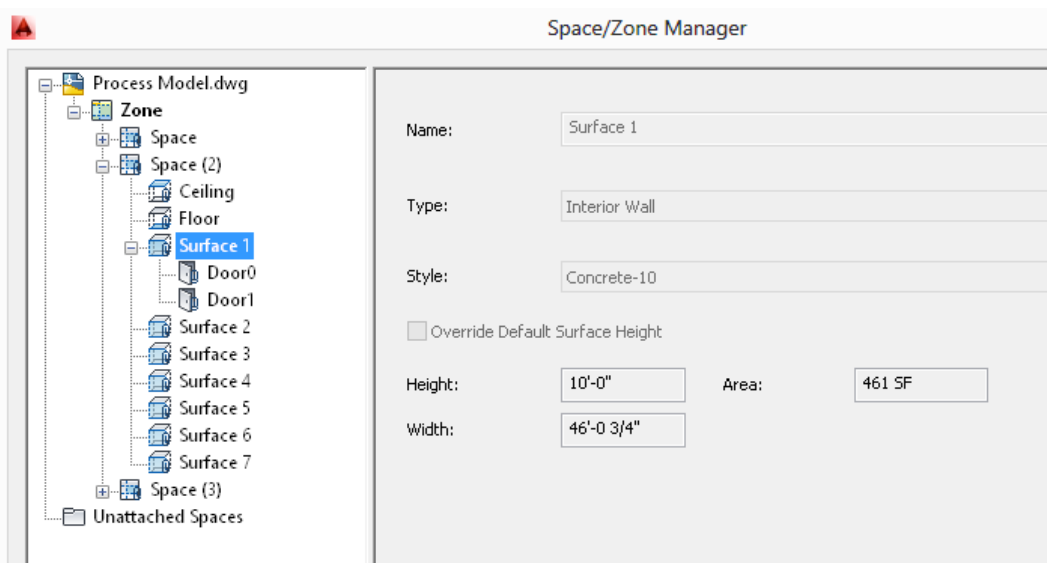 Space/Zone Manager
Process Model.dwg
Zone
Space
Space (2)
Ceiling
Floor
Surface 1
Door0
Door1
Surface 2
Surface 3
Surface 4
Surface 5
Surface 6
Surface 7
Space (3)
Unattached Spaces
Name: Surface 1
Type: Interior Wall
Style: Concrete-10
Override Default Surface Height
Height: 10'-0" Area: 461 SF
Width: 46'-0 3/4"